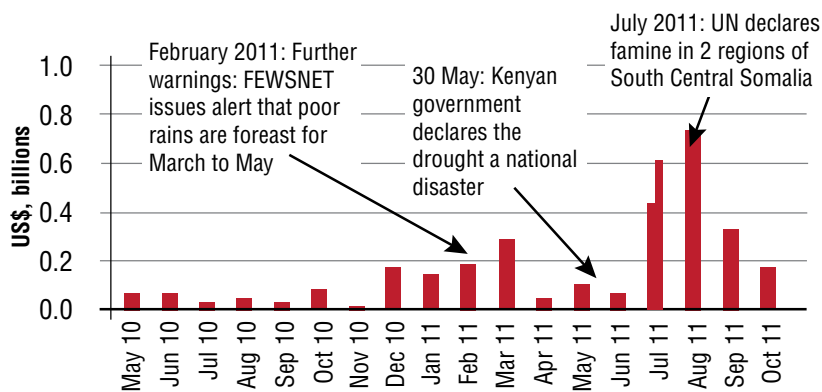 February 2011: Further
warnings: FEWSNET
issues alert that poor
rains are foreast for
March to May
30 May: Kenyan
government
declares the
drought a national
disaster
July 2011: UN declares
famine in 2 regions of
South Central Somalia
US$, billions
1.0
0.8
0.6
0.4
0.2
0.0
May 10
Jun 10
Jul 10
Aug 10
Sep 10
Oct 10
Nov 10
Dec 10
Jan 11
Feb 11
Mar 11
Apr 11
May 11
Jun 11
Jul 11
Aug 11
Sep 11
Oct 11